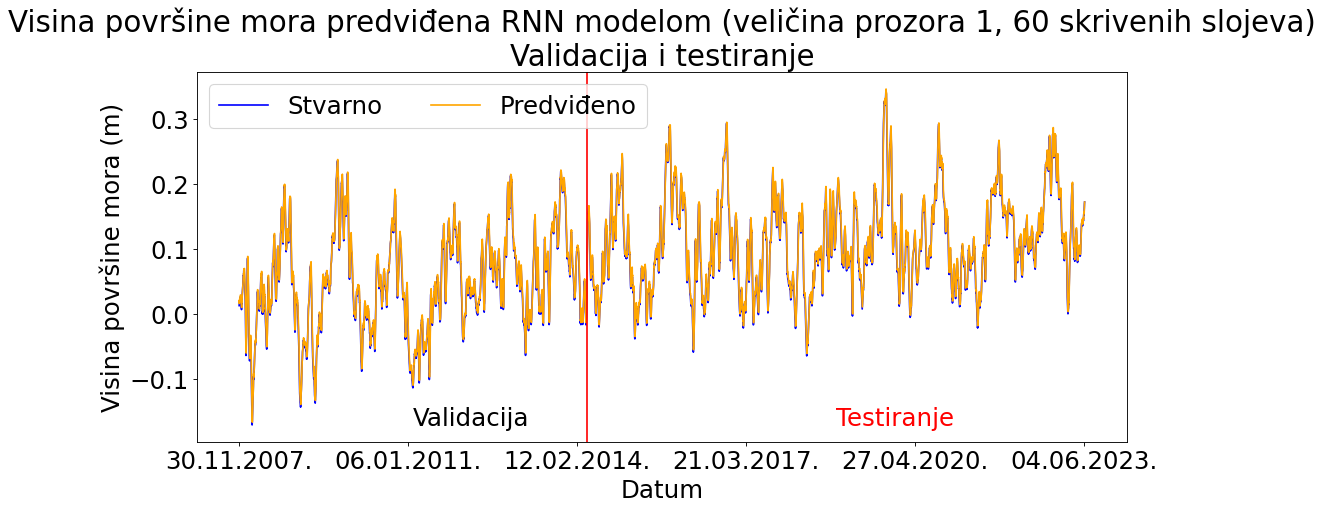 Visina površine mora predviđena RNN modelom (veličina prozora 1, 60 skrivenih slojeva)
Validacija i testiranje
Stvarno
Predviđeno
Visina površine mora (m)
0.3
0.2
0.1
0.0
−0.1
Validacija
Testiranje
30.11.2007.
06.01.2011.
12.02.2014.
21.03.2017.
27.04.2020.
04.06.2023.
Datum